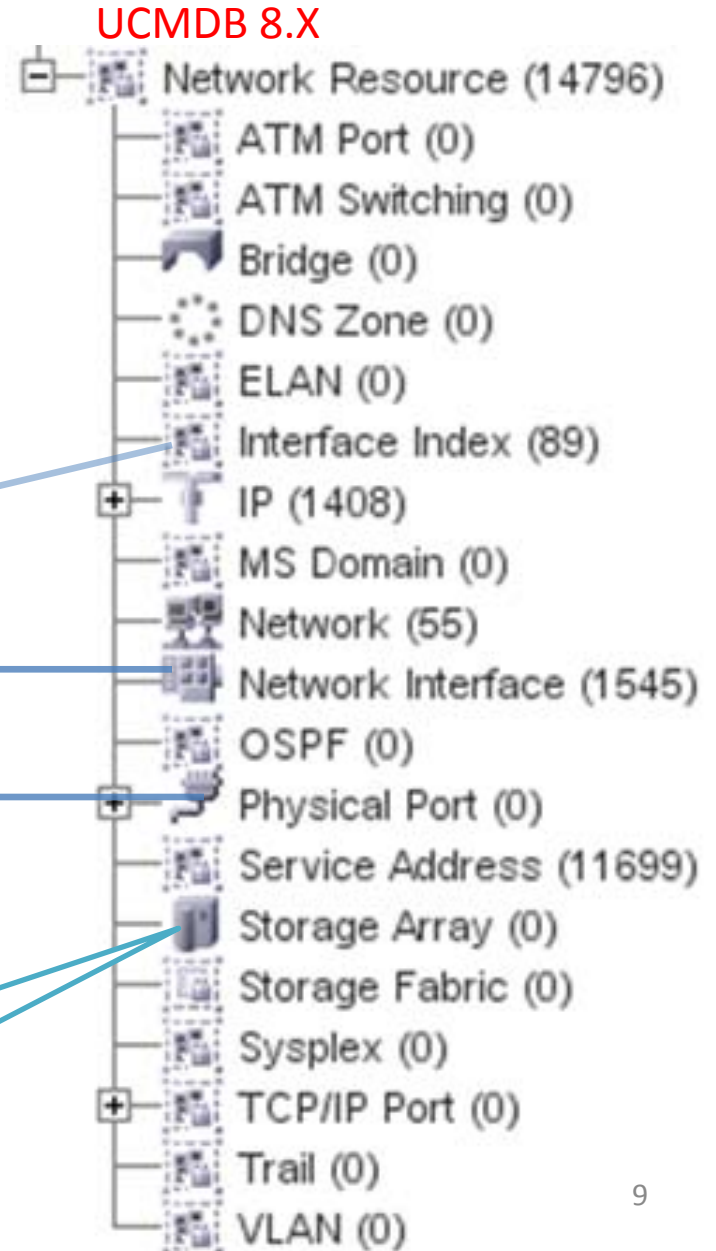 UCMDB 8.X
Network Resource (14796)
ATM Port (0)
ATM Switching (0)
Bridge (0)
DNS Zone (0)
ELAN (0)
Interface Index (89)
IP (1408)
MS Domain (0)
Network (55)
Network Interface (1545)
OSPF (0)
Physical Port (0)
Service Address (11699)
Storage Array (0)
Storage Fabric (0)
Sysplex (0)
TCP/IP Port (0)
Trail (0)
VLAN (0)
9